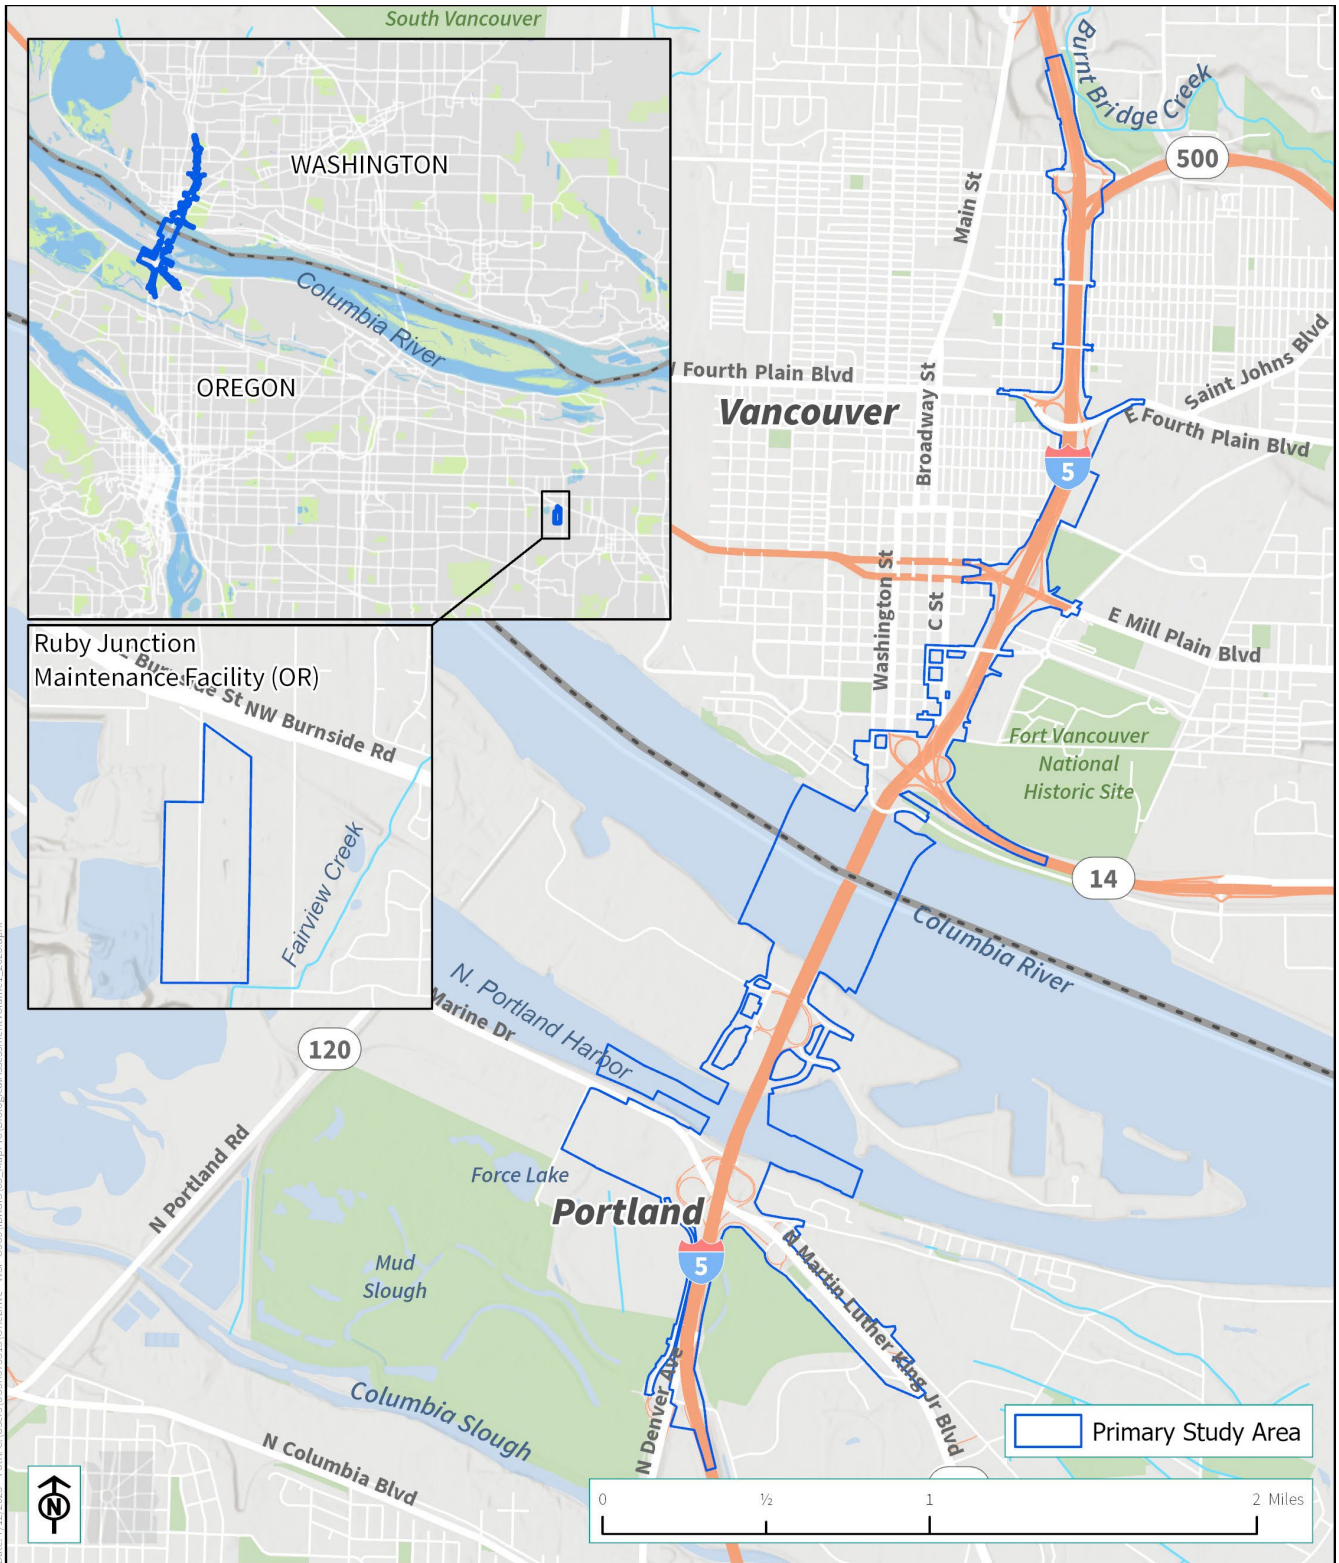 South Vancouver
Burnt Bridge Creek
500
WASHINGTON
Main St
Columbia River
OREGON
Fourth Plain Blvd
Saint Johns Blvd
Vancouver
Broadway St
E Fourth Plain Blvd
5
Washington St
C St
E Mill Plain Blvd
Ruby Junction
Maintenance Facility (OR)
NW Burnside Rd
Fort Vancouver
National
Historic Site
Fairview Creek
14
Columbia River
N. Portland Harbor
Marine Dr
120
N Portland Rd
Force Lake
Portland
5
N Martin Luther King Jr Blvd
Mud
Slough
N Denver Ave
Columbia Slough
N Columbia Blvd
Primary Study Area
N
0 ½ 1 2 Miles